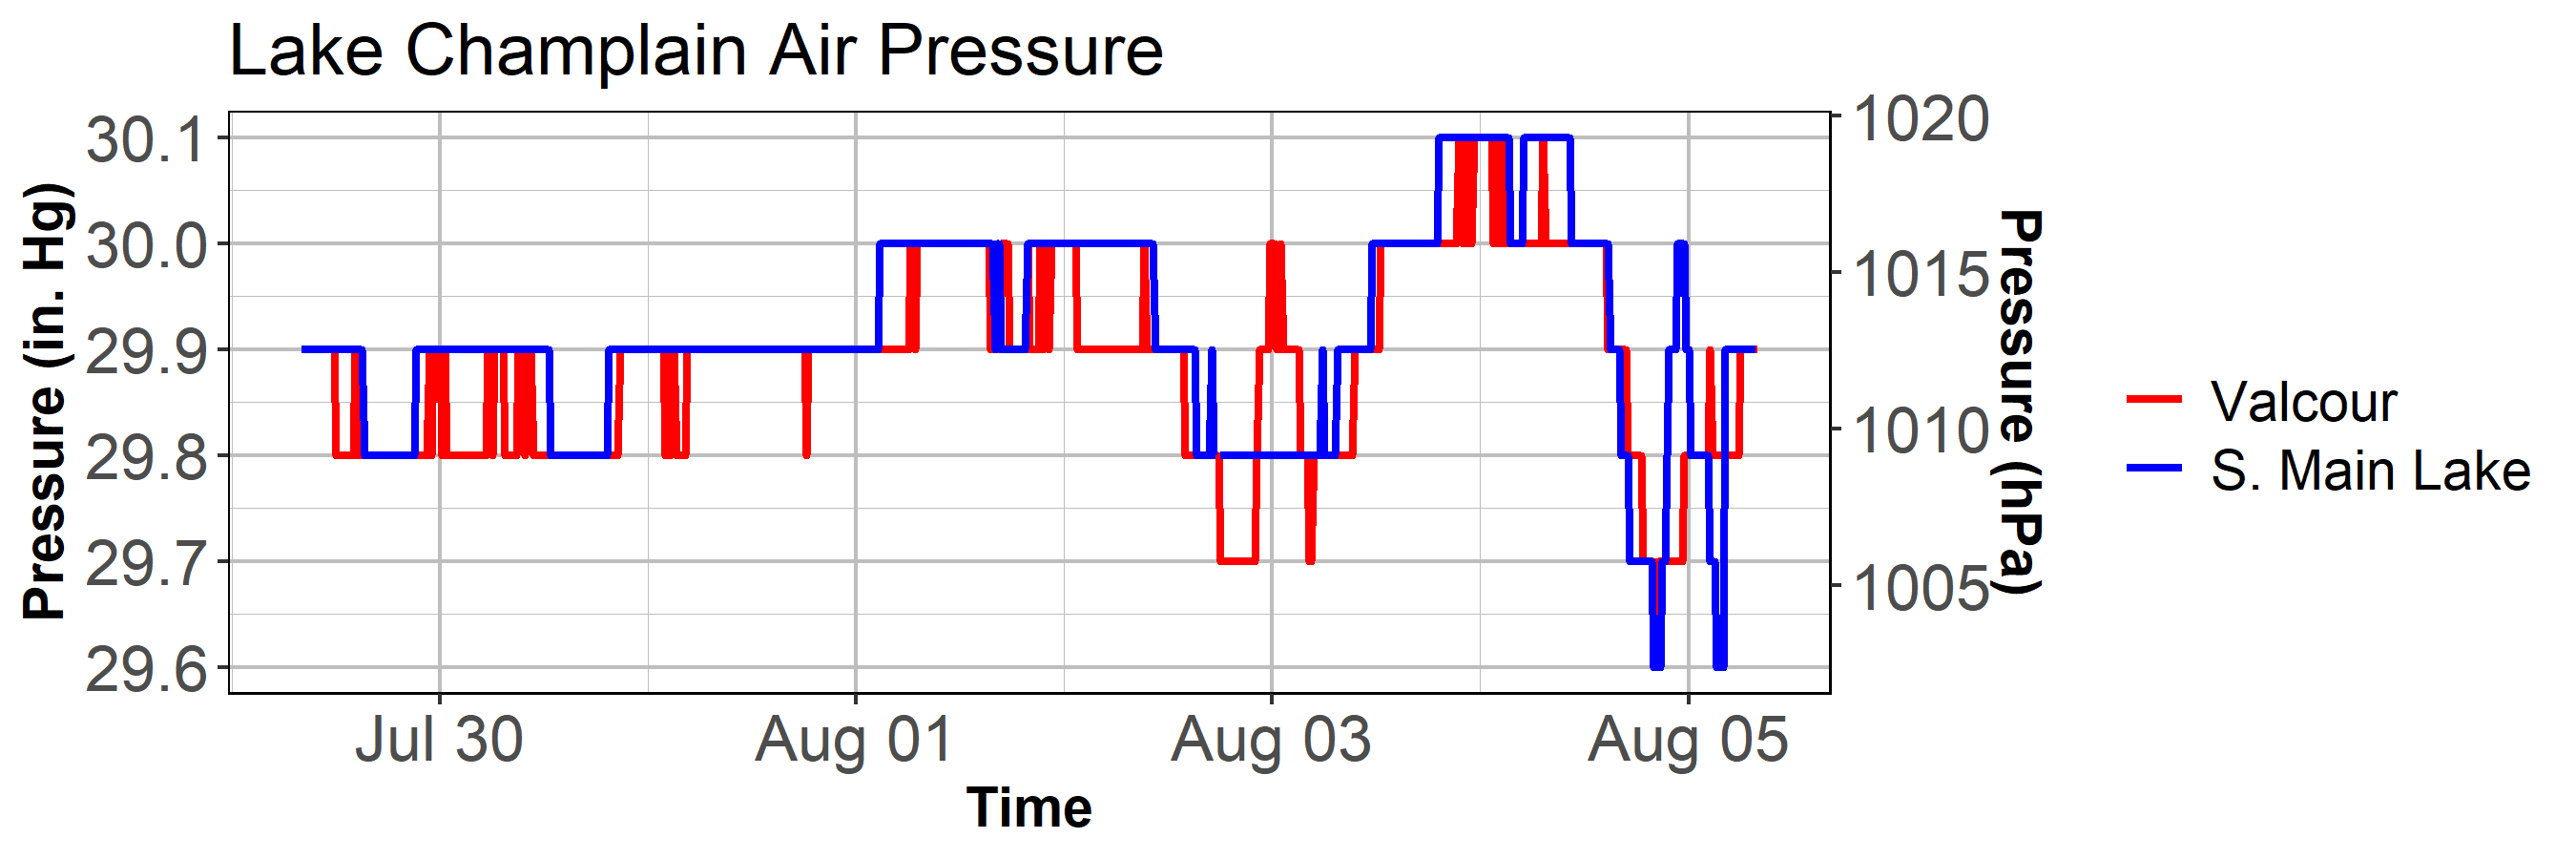 Lake Champlain Air Pressure
Pressure (in. Hg)
30.1
30.0
29.9
29.8
29.7
29.6
1020
1015
1010
1005
Pressure (hPa)
Jul 30
Aug 01
Aug 03
Aug 05
Time
Valcour
S. Main Lake